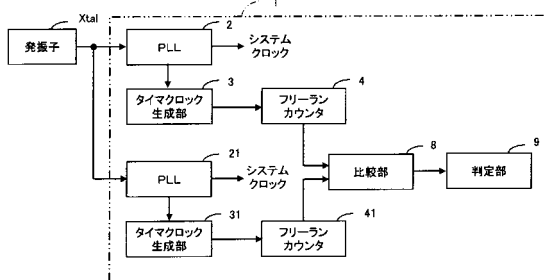 1
Xtal
発振子
2
PLL
システム
クロック
3
タイマクロック
生成部
4
フリーラン
カウンタ
21
PLL
システム
クロック
8
比較部
9
判定部
31
タイマクロック
生成部
41
フリーラン
カウンタ